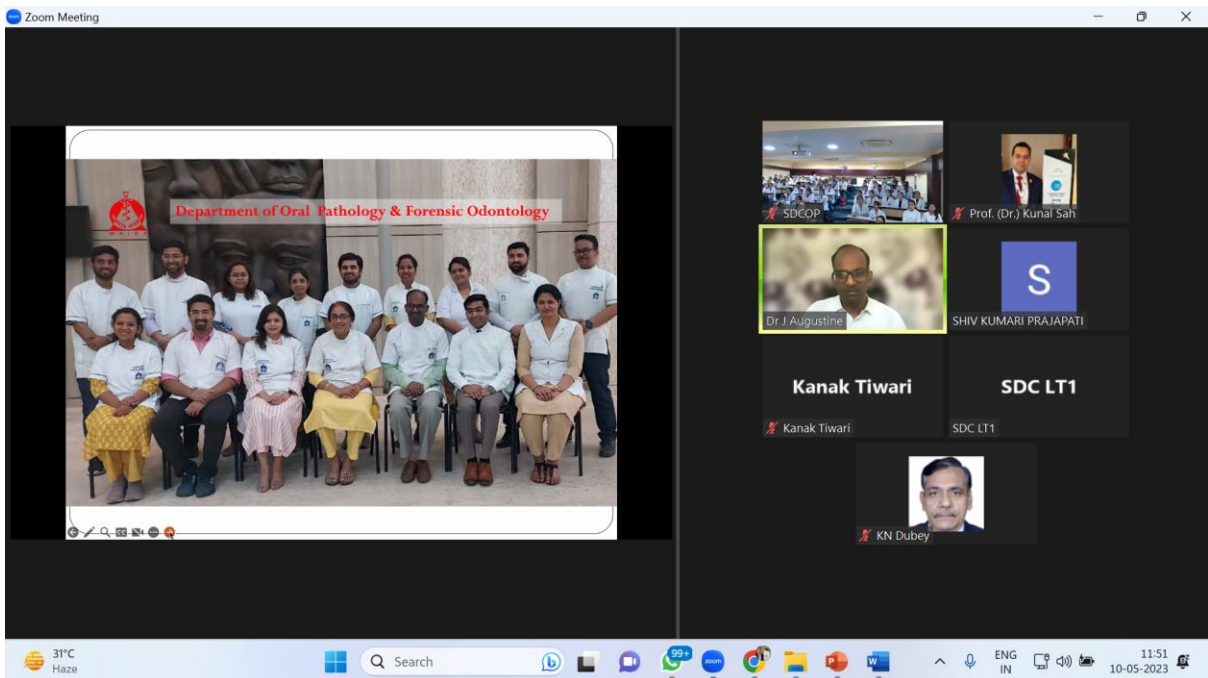 Zoom Meeting
Department of Oral Pathology & Forensic Odontology
SDCOP
Prof. (Dr.) Kunal Sah
Dr J Augustine
S
SHIV KUMARI PRAJAPATI
Kanak Tiwari
Kanak Tiwari
SDC LT1
SDC LT1
KN Dubey
31°C
Haze
Search
99+
zoom
ENG
IN
11:51
10-05-2023